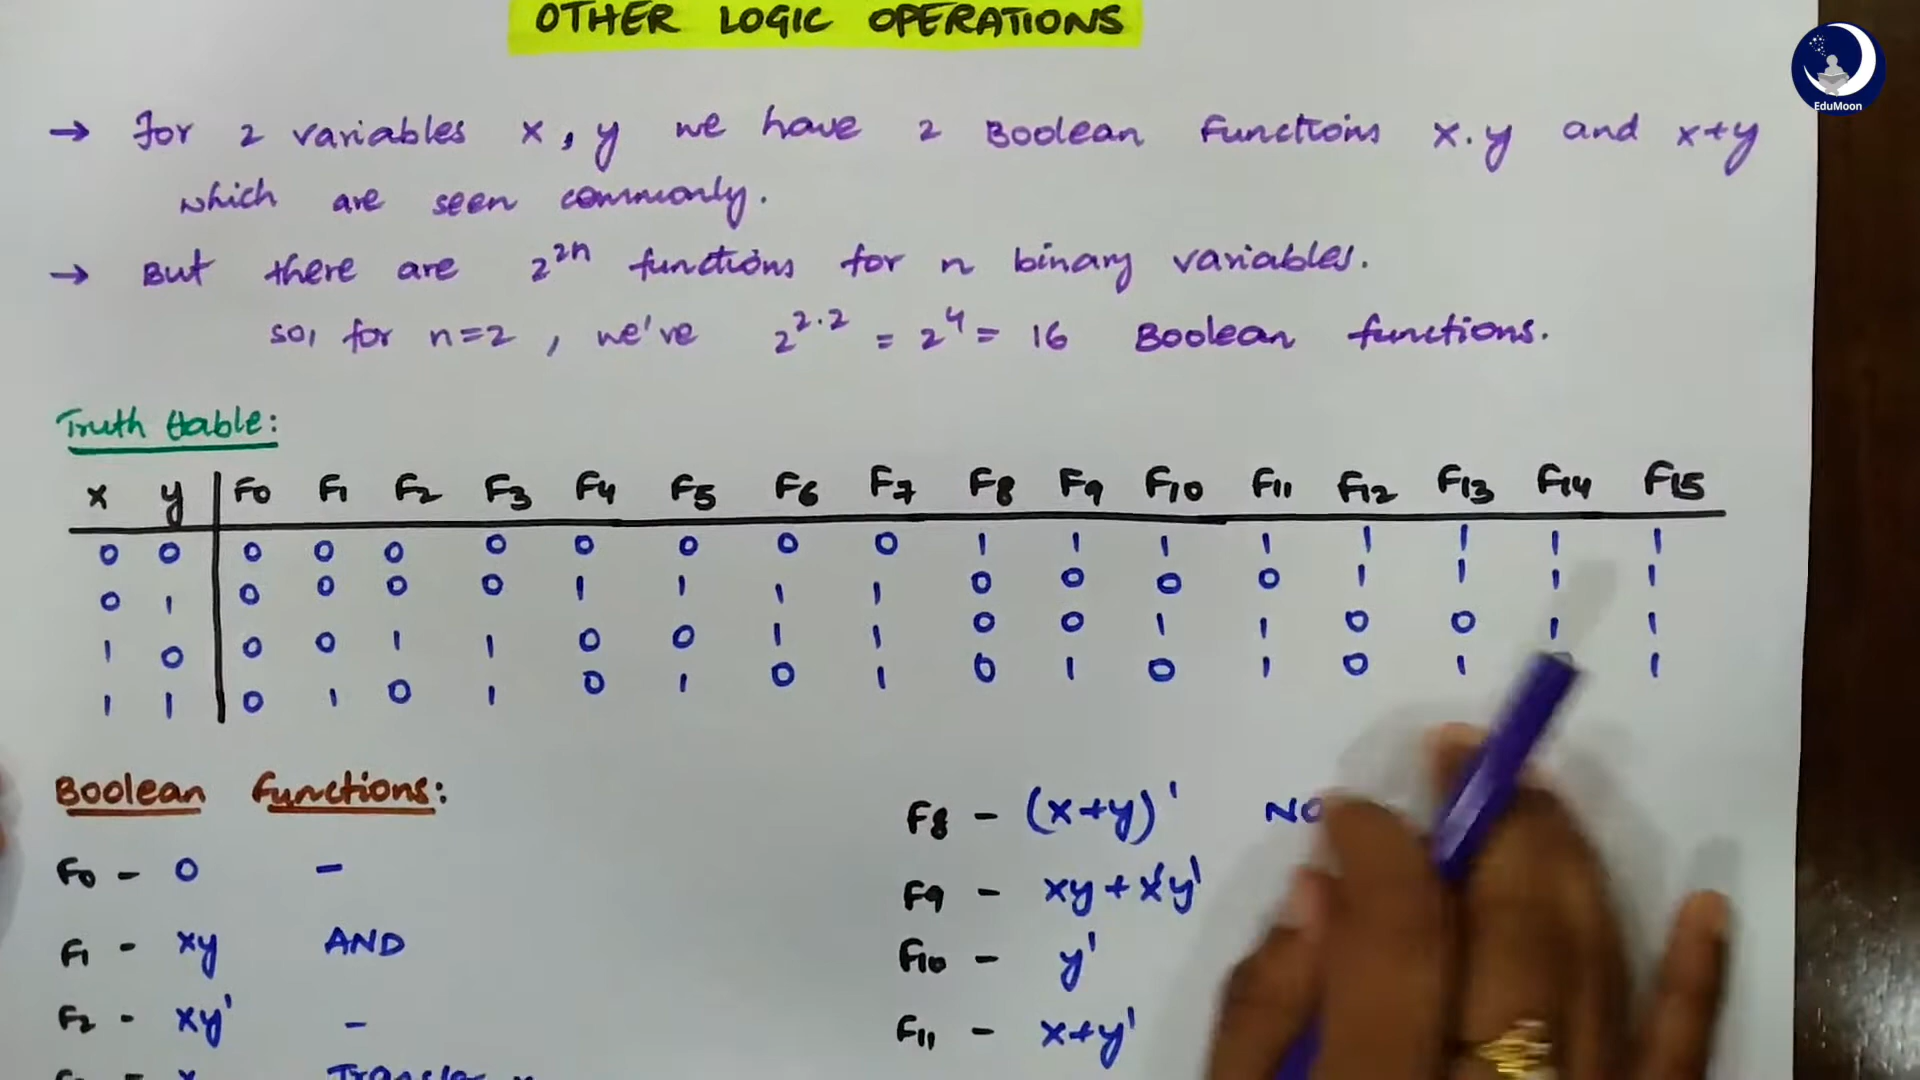 OTHER LOGIC OPERATIONS
EduMoon
→ For 2 variables x, y we have 2 Boolean Functions x.y and x+y
which are seen commonly.
→ But there are 2²ⁿ functions for n binary variables.
so, for n=2, we've 2²·² = 2⁴ = 16 Boolean functions.
Truth table:
x y F0 F1 F2 F3 F4 F5 F6 F7 F8 F9 F10 F11 F12 F13 F14 F15
0 0 0 0 0 0 0 0 0 0 1 1 1 1 1 1 1 1
0 1 0 0 0 0 1 1 1 1 0 0 0 0 1 1 1 1
1 0 0 0 1 1 0 0 1 1 0 0 1 1 0 0 1 1
1 1 0 1 0 1 0 1 0 1 0 1 0 1 0 1 1
Boolean Functions:
F0 - 0 -
F1 - xy AND
F2 - xy' -
F8 - (x+y)' NO
F9 - xy + x'y'
F10 - y'
F11 - x+y'